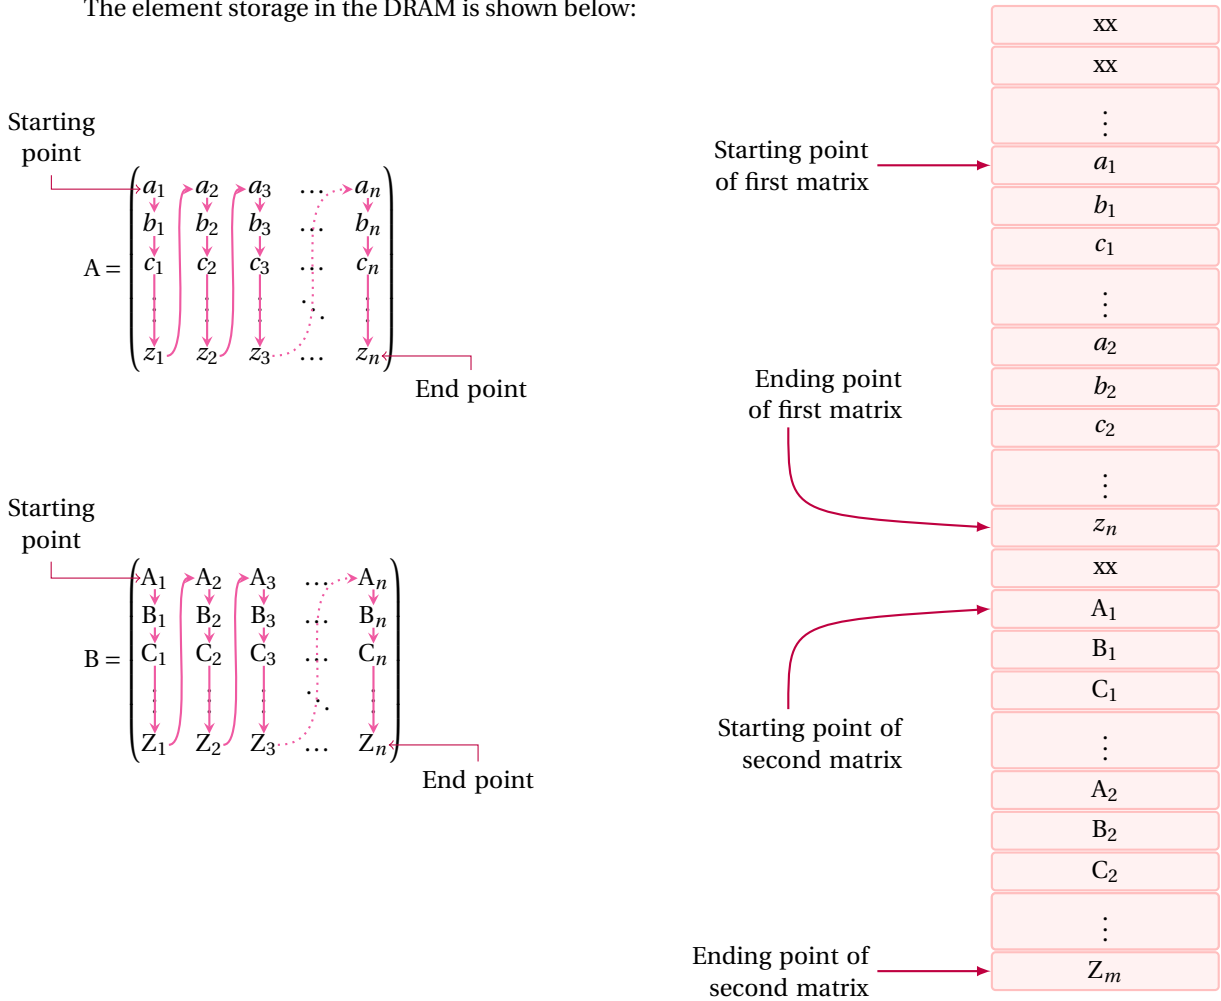 The element storage in the DRAM is shown below:
Starting
point
A =
a₁ a₂ a₃ … aₙ
b₁ b₂ b₃ … bₙ
c₁ c₂ c₃ … cₙ
⋮ ⋮ ⋮ ⋱ ⋮
z₁ z₂ z₃ … zₙ
End point
Starting
point
B =
A₁ A₂ A₃ … Aₙ
B₁ B₂ B₃ … Bₙ
C₁ C₂ C₃ … Cₙ
⋮ ⋮ ⋮ ⋱ ⋮
Z₁ Z₂ Z₃ … Zₙ
End point
Starting point
of first matrix
Ending point
of first matrix
Starting point of
second matrix
Ending point of
second matrix
xx
xx
⋮
a₁
b₁
c₁
⋮
a₂
b₂
c₂
⋮
zₙ
xx
A₁
B₁
C₁
⋮
A₂
B₂
C₂
⋮
Zₘ